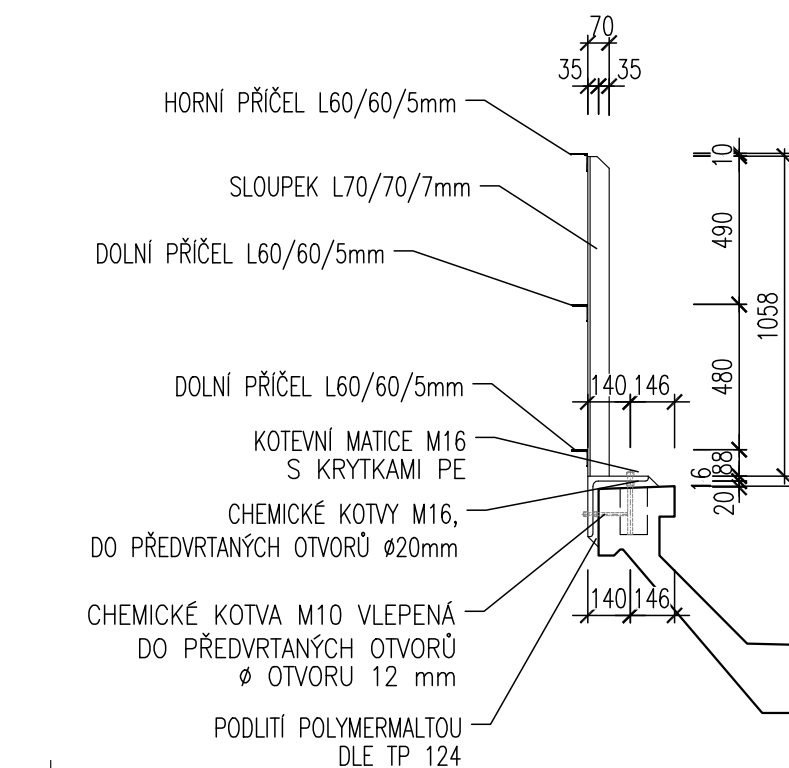 70
35 35
HORNÍ PŘÍČEL L60/60/5mm
10
SLOUPEK L70/70/7mm
490
DOLNÍ PŘÍČEL L60/60/5mm
1058
480
DOLNÍ PŘÍČEL L60/60/5mm
140 146
KOTEVNÍ MATICE M16
S KRYTKAMI PE
88
16
20
CHEMICKÉ KOTVY M16,
DO PŘEDVRTANÝCH OTVORŮ Ø20mm
CHEMICKÉ KOTVA M10 VLEPENÁ
DO PŘEDVRTANÝCH OTVORŮ
Ø OTVORU 12 mm
140 146
PODLITÍ POLYMERMALTOU
DLE TP 124